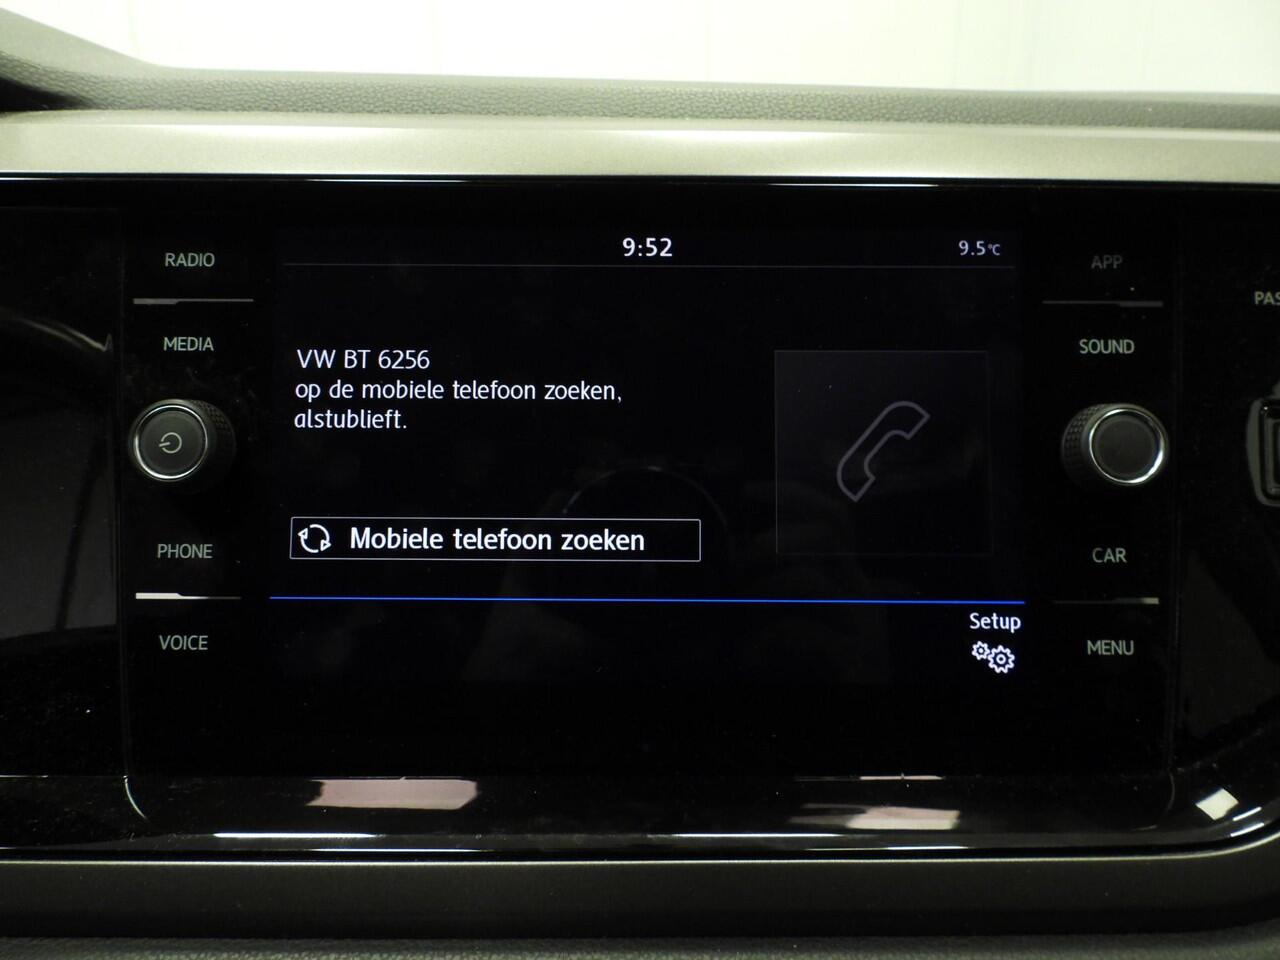 9:52
9.5°C
RADIO
MEDIA
PHONE
VOICE
VW BT 6256
op de mobiele telefoon zoeken,
alstublieft.
Mobiele telefoon zoeken
Setup
APP
SOUND
CAR
MENU
PAS